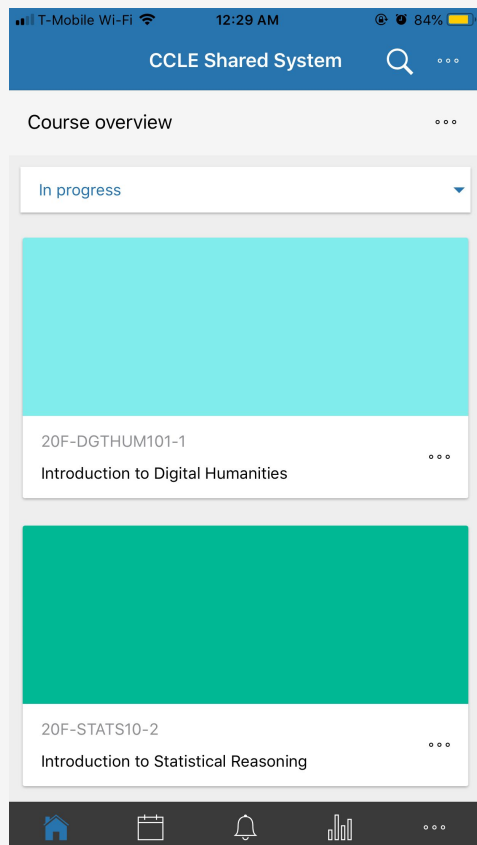 T-Mobile Wi-Fi 12:29 AM 84%
CCLE Shared System
Course overview
In progress
20F-DGTHUM101-1
Introduction to Digital Humanities
20F-STATS10-2
Introduction to Statistical Reasoning